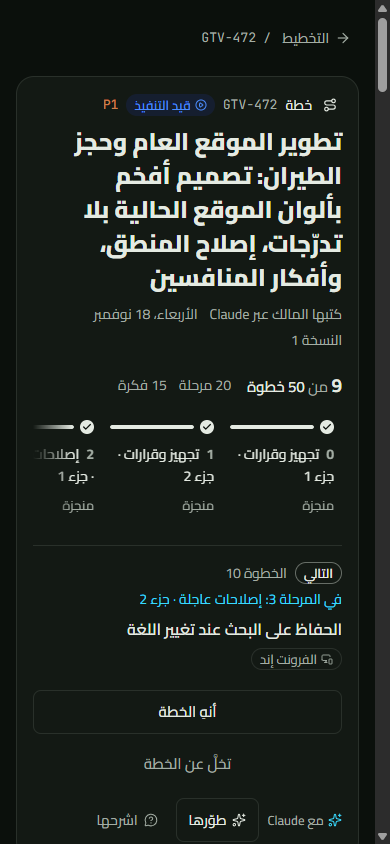 التخطيط / GTV-472
خطة GTV-472 قيد التنفيذ P1
تطوير الموقع العام وحجز
الطيران: تصميم أفخم
بألوان الموقع الحالية بلا
تدرّجات، إصلاح المنطق،
وأفكار المنافسين
كتبها المالك عبر Claude الأربعاء، 18 نوفمبر
النسخة 1
9 من 50 خطوة 20 مرحلة 15 فكرة
0 تجهيز وقرارات · جزء 1
منجزة
1 تجهيز وقرارات · جزء 2
منجزة
2 إصلاحات · جزء 1
منجزة
التالي الخطوة 10
في المرحلة 3: إصلاحات عاجلة · جزء 2
الحفاظ على البحث عند تغيير اللغة
الفرونت إند
أنهِ الخطة
تخلَّ عن الخطة
مع Claude طوّرها اشرحها